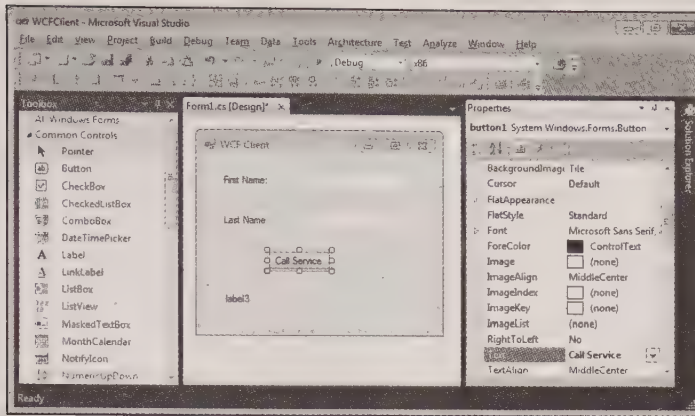 WCFClient - Microsoft Visual Studio
File Edit View Project Build Debug Team Data Tools Architecture Test Analyze Window Help
Debug x86
Toolbox
All Windows Forms
Common Controls
Pointer
Button
CheckBox
CheckedListBox
ComboBox
DateTimePicker
Label
LinkLabel
ListBox
ListView
MaskedTextBox
MonthCalendar
NotifyIcon
NumericUpDown
Form1.cs [Design]*
WCF Client
First Name:
Last Name
Call Service
label3
Properties
button1 System.Windows.Forms.Button
BackgroundImag Tile
Cursor Default
FlatAppearance
FlatStyle Standard
Font Microsoft Sans Serif,
ForeColor ControlText
Image (none)
ImageAlign MiddleCenter
ImageIndex (none)
ImageKey (none)
ImageList (none)
RightToLeft No
Text Call Service
TextAlign MiddleCenter
Solution Explorer
Ready